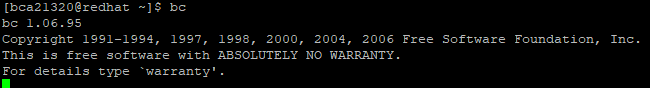 [bca21320@redhat ~]$ bc
bc 1.06.95
Copyright 1991-1994, 1997, 1998, 2000, 2004, 2006 Free Software Foundation, Inc.
This is free software with ABSOLUTELY NO WARRANTY.
For details type `warranty'.